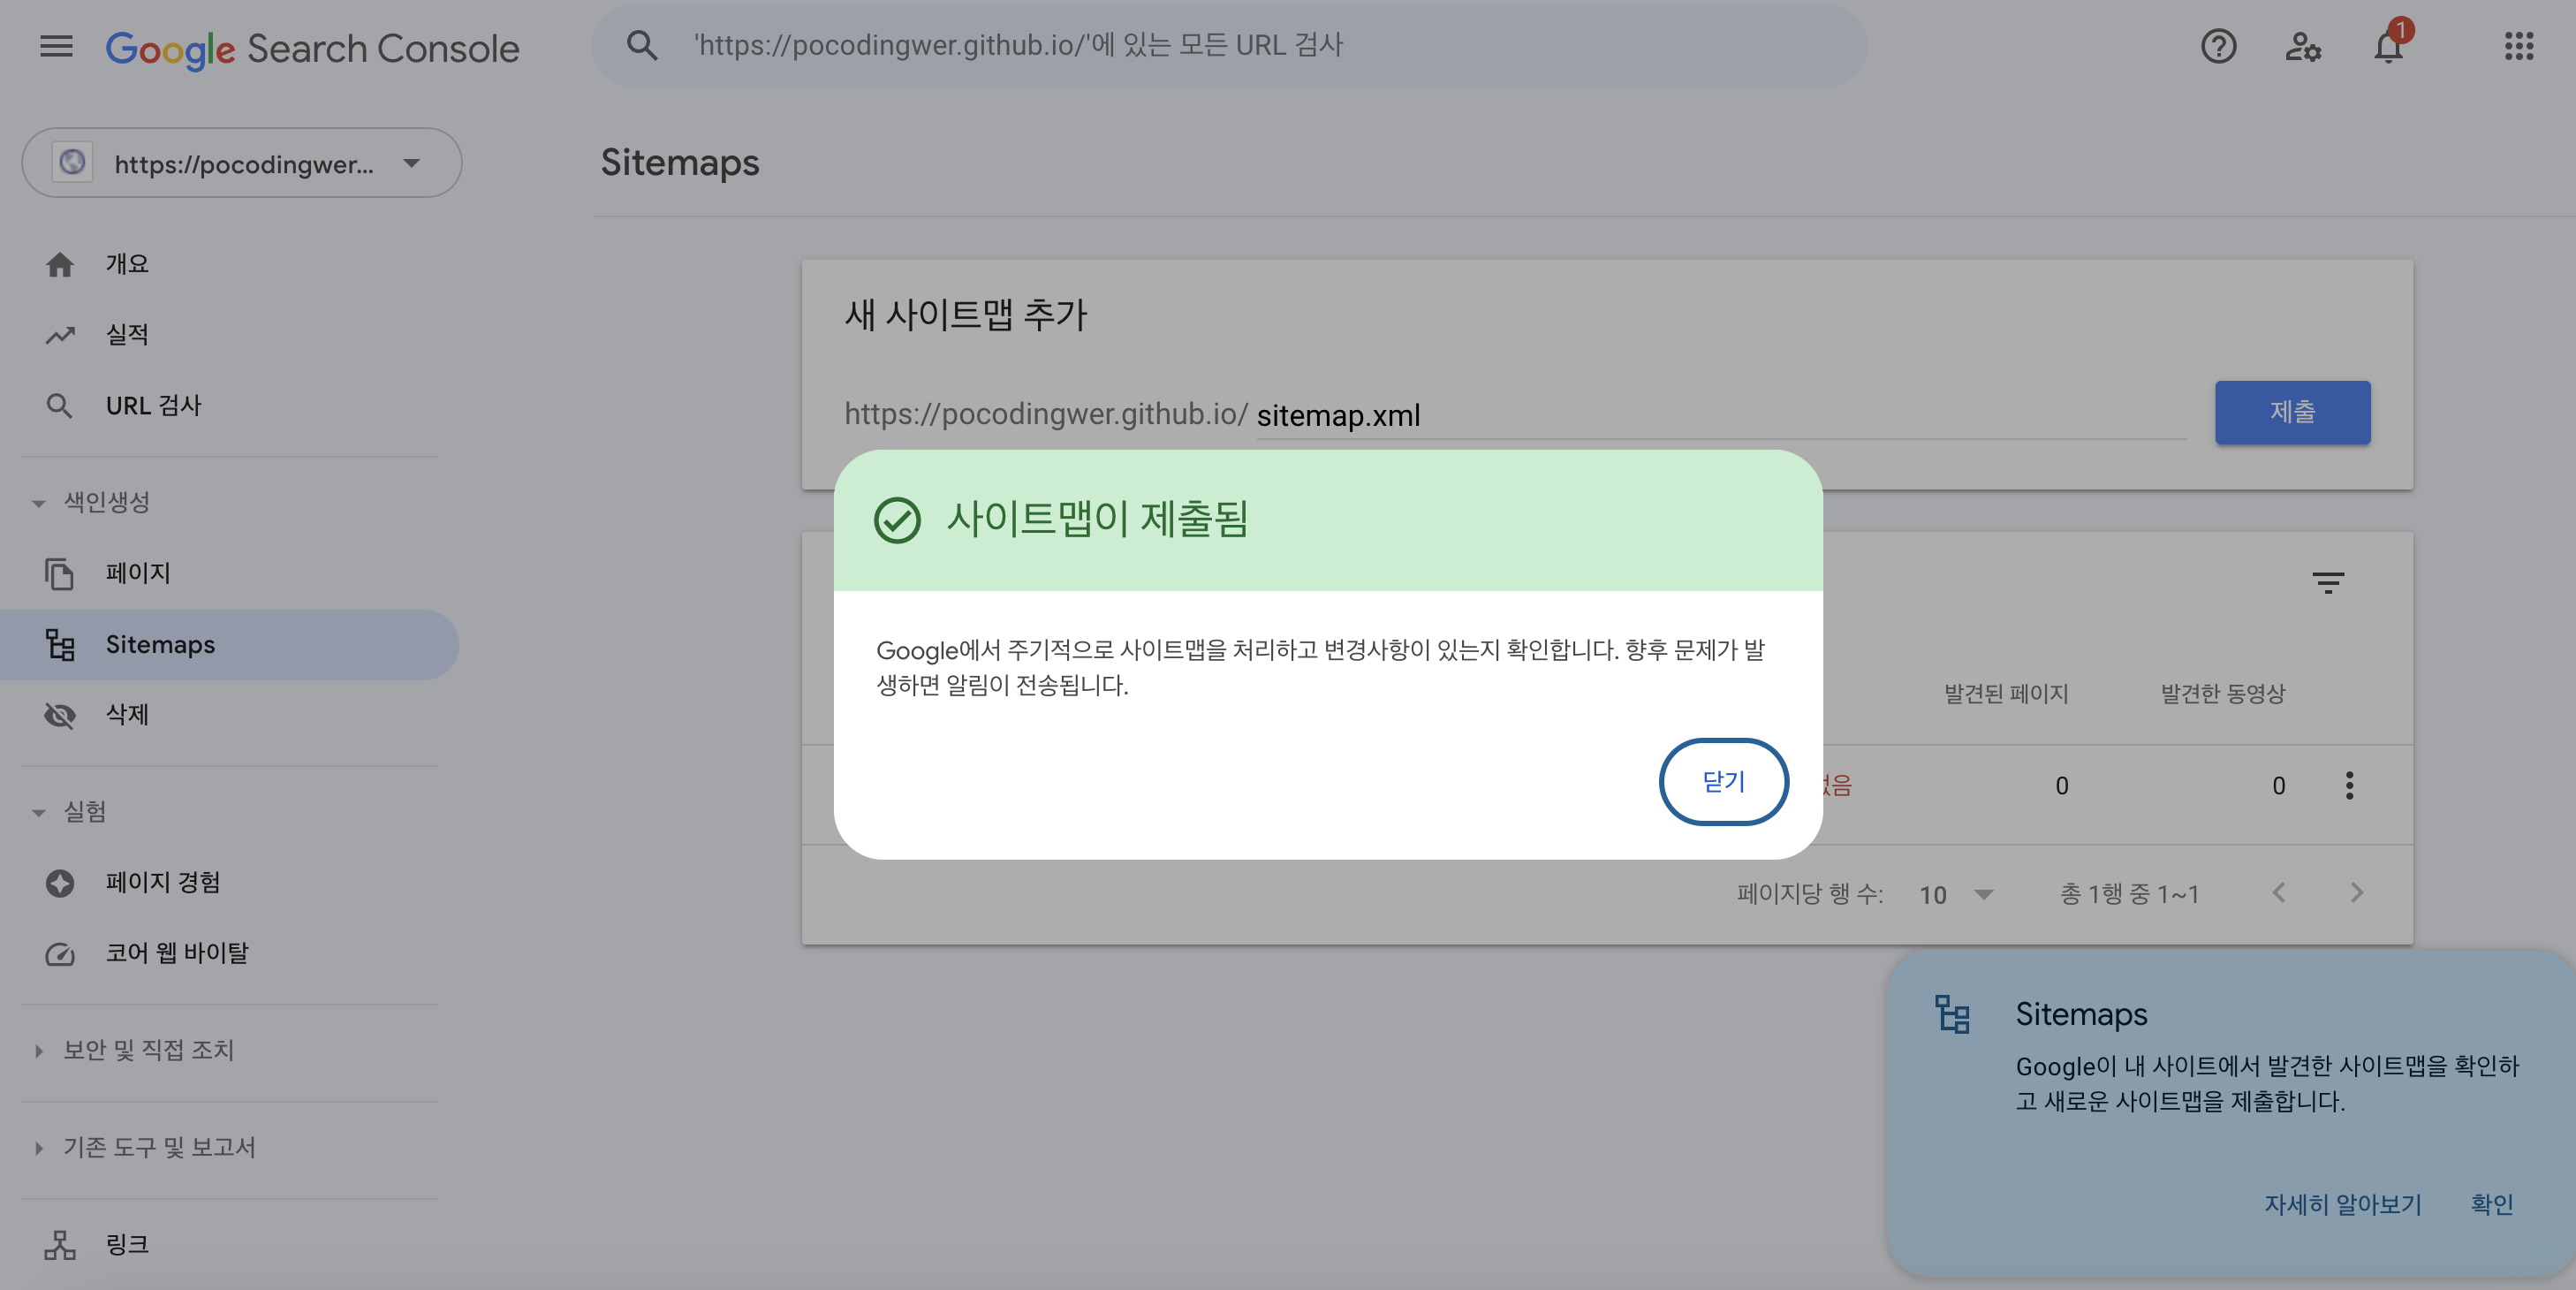 Google Search Console
'https://pocodingwer.github.io/'에 있는 모든 URL 검사
1
https://pocodingwer...
Sitemaps
개요
실적
URL 검사
색인생성
페이지
Sitemaps
삭제
실험
페이지 경험
코어 웹 바이탈
보안 및 직접 조치
기존 도구 및 보고서
링크
새 사이트맵 추가
https://pocodingwer.github.io/ sitemap.xml
제출
사이트맵이 제출됨
Google에서 주기적으로 사이트맵을 처리하고 변경사항이 있는지 확인합니다. 향후 문제가 발
생하면 알림이 전송됩니다.
닫기
발견된 페이지 발견한 동영상
음 0 0
페이지당 행 수: 10 총 1행 중 1~1
Sitemaps
Google이 내 사이트에서 발견한 사이트맵을 확인하
고 새로운 사이트맵을 제출합니다.
자세히 알아보기 확인